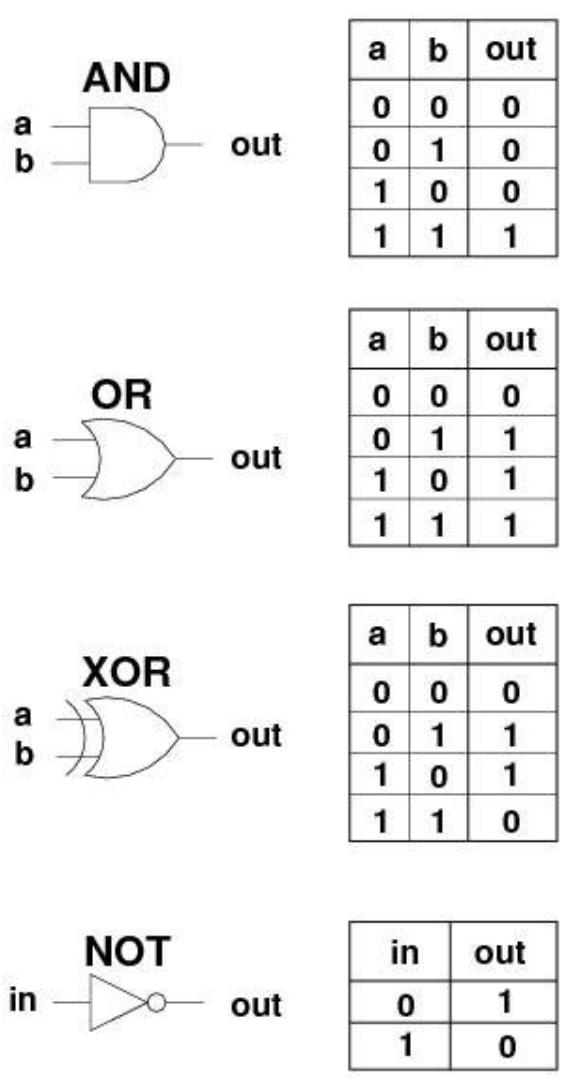 AND
a
b
out
a b out
0 0 0
0 1 0
1 0 0
1 1 1
OR
a
b
out
a b out
0 0 0
0 1 1
1 0 1
1 1 1
XOR
a
b
out
a b out
0 0 0
0 1 1
1 0 1
1 1 0
NOT
in
out
in out
0 1
1 0